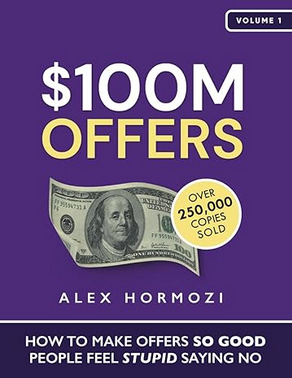 VOLUME 1
$100M
OFFERS
OVER
250,000
COPIES
SOLD
100
ALEX HORMOZI
HOW TO MAKE OFFERS SO GOOD
PEOPLE FEEL STUPID SAYING NO